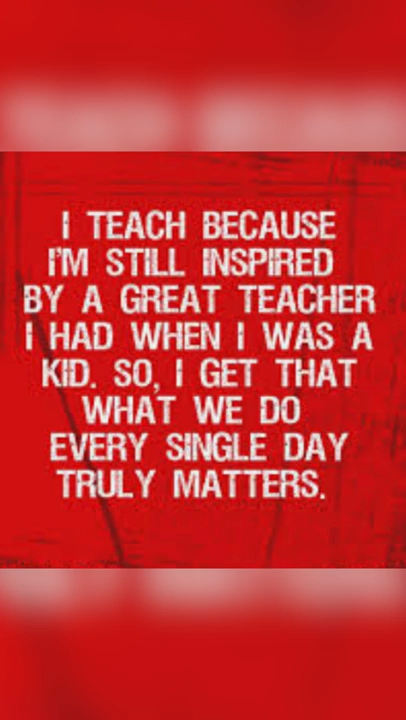 I TEACH BECAUSE
I'M STILL INSPIRED
BY A GREAT TEACHER
I HAD WHEN I WAS A
KID. SO, I GET THAT
WHAT WE DO
EVERY SINGLE DAY
TRULY MATTERS.